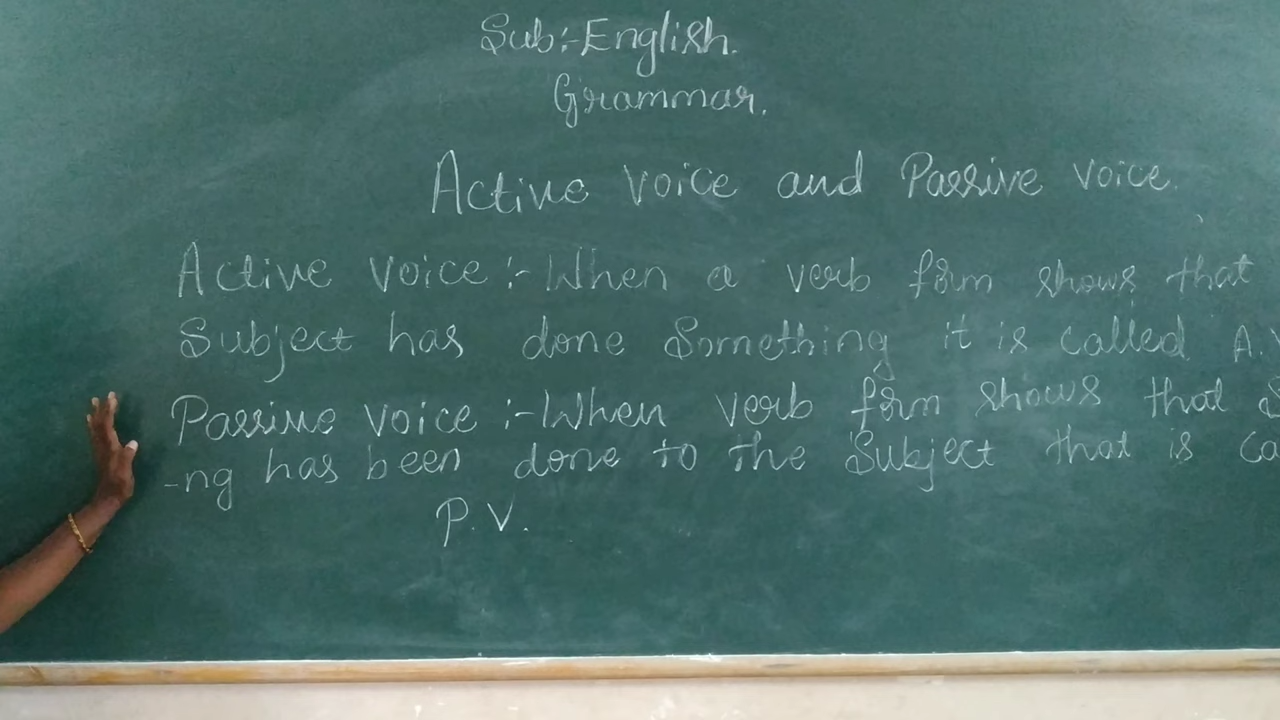 Sub:-English.
Grammar.
Active voice and Passive voice.
Active voice :- When a verb form shows that
Subject has done Something it is called A.V
Passive voice :- When verb form shows that S
-ng has been done to the Subject that is ca
P.V.